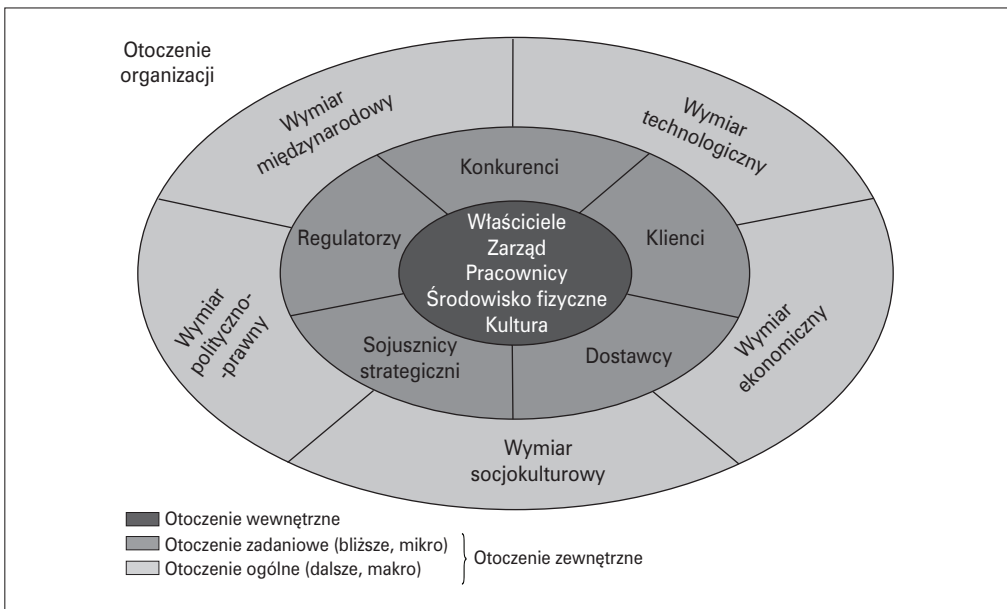 Otoczenie
organizacji
Wymiar
międzynarodowy
Wymiar
technologiczny
Konkurenci
Regulatorzy
Właściciele
Zarząd
Pracownicy
Środowisko fizyczne
Kultura
Klienci
Wymiar
polityczno-
-prawny
Sojusznicy
strategiczni
Dostawcy
Wymiar
ekonomiczny
Wymiar
socjokulturowy
Otoczenie wewnętrzne
Otoczenie zadaniowe (bliższe, mikro)
Otoczenie ogólne (dalsze, makro)
Otoczenie zewnętrzne